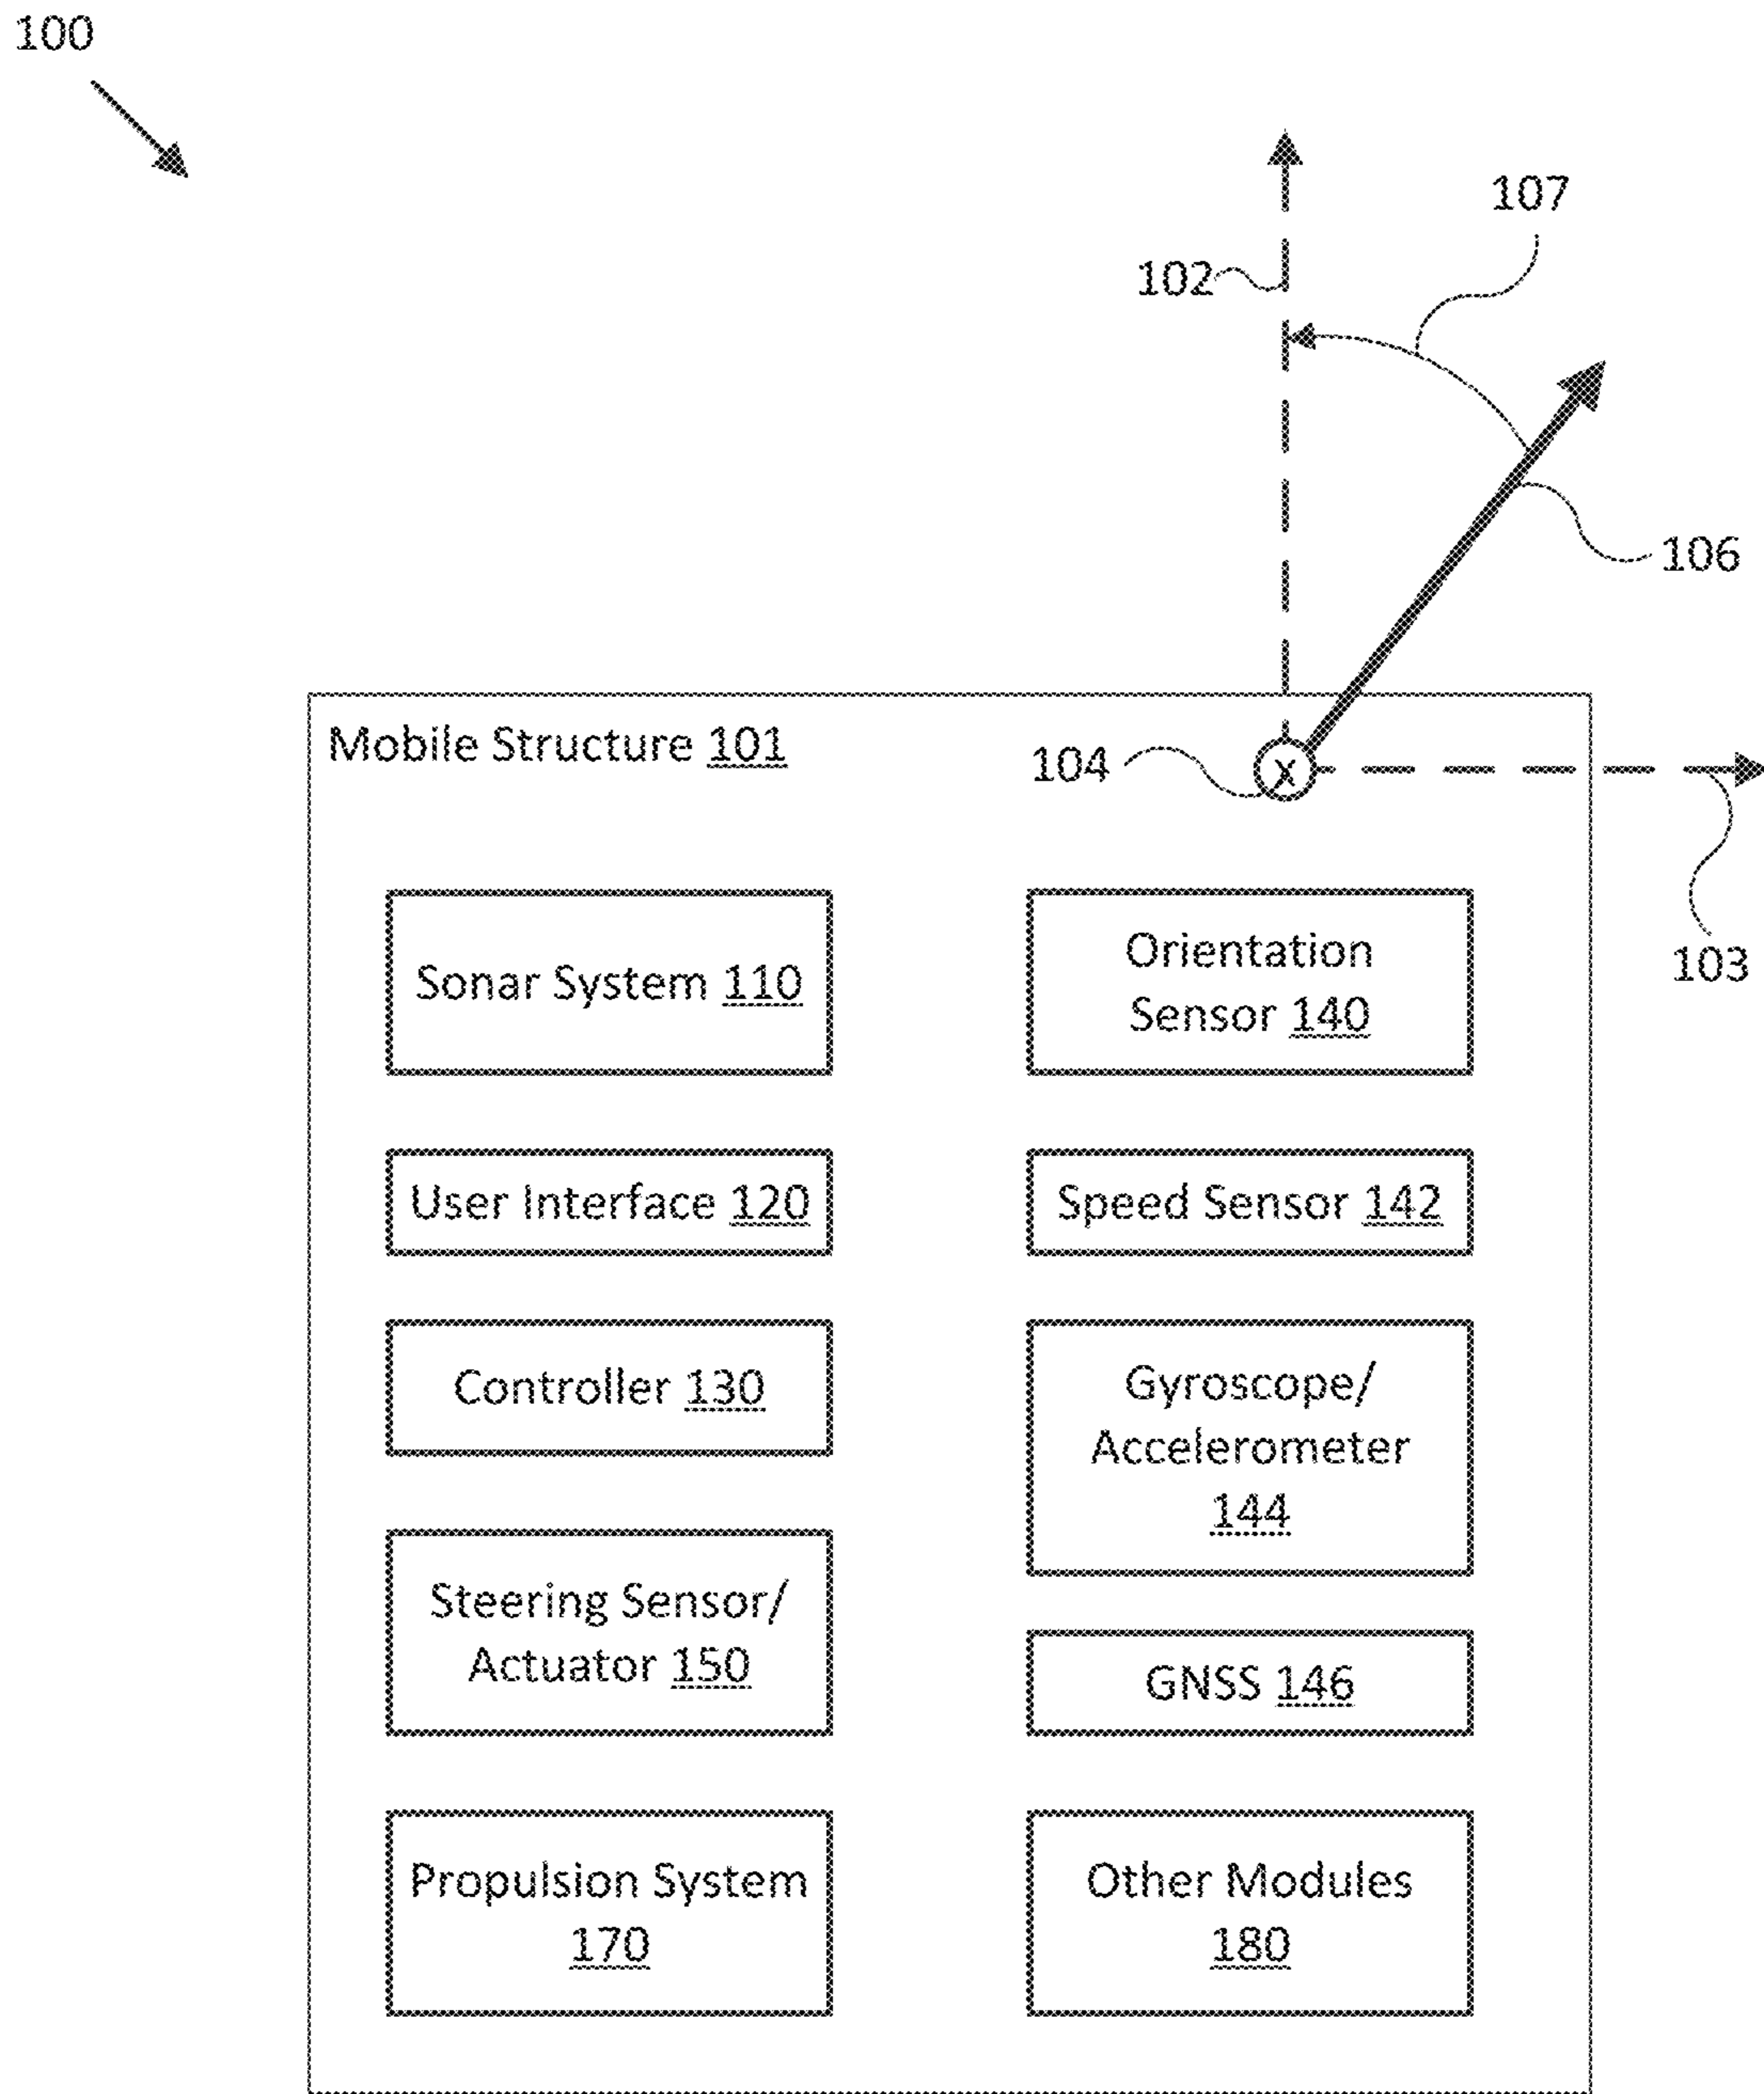 100
107
102
106
Mobile Structure 101
104
X
103
Sonar System 110
Orientation
Sensor 140
User Interface 120
Speed Sensor 142
Controller 130
Gyroscope/
Accelerometer
144
Steering Sensor/
Actuator 150
GNSS 146
Propulsion System
170
Other Modules
180